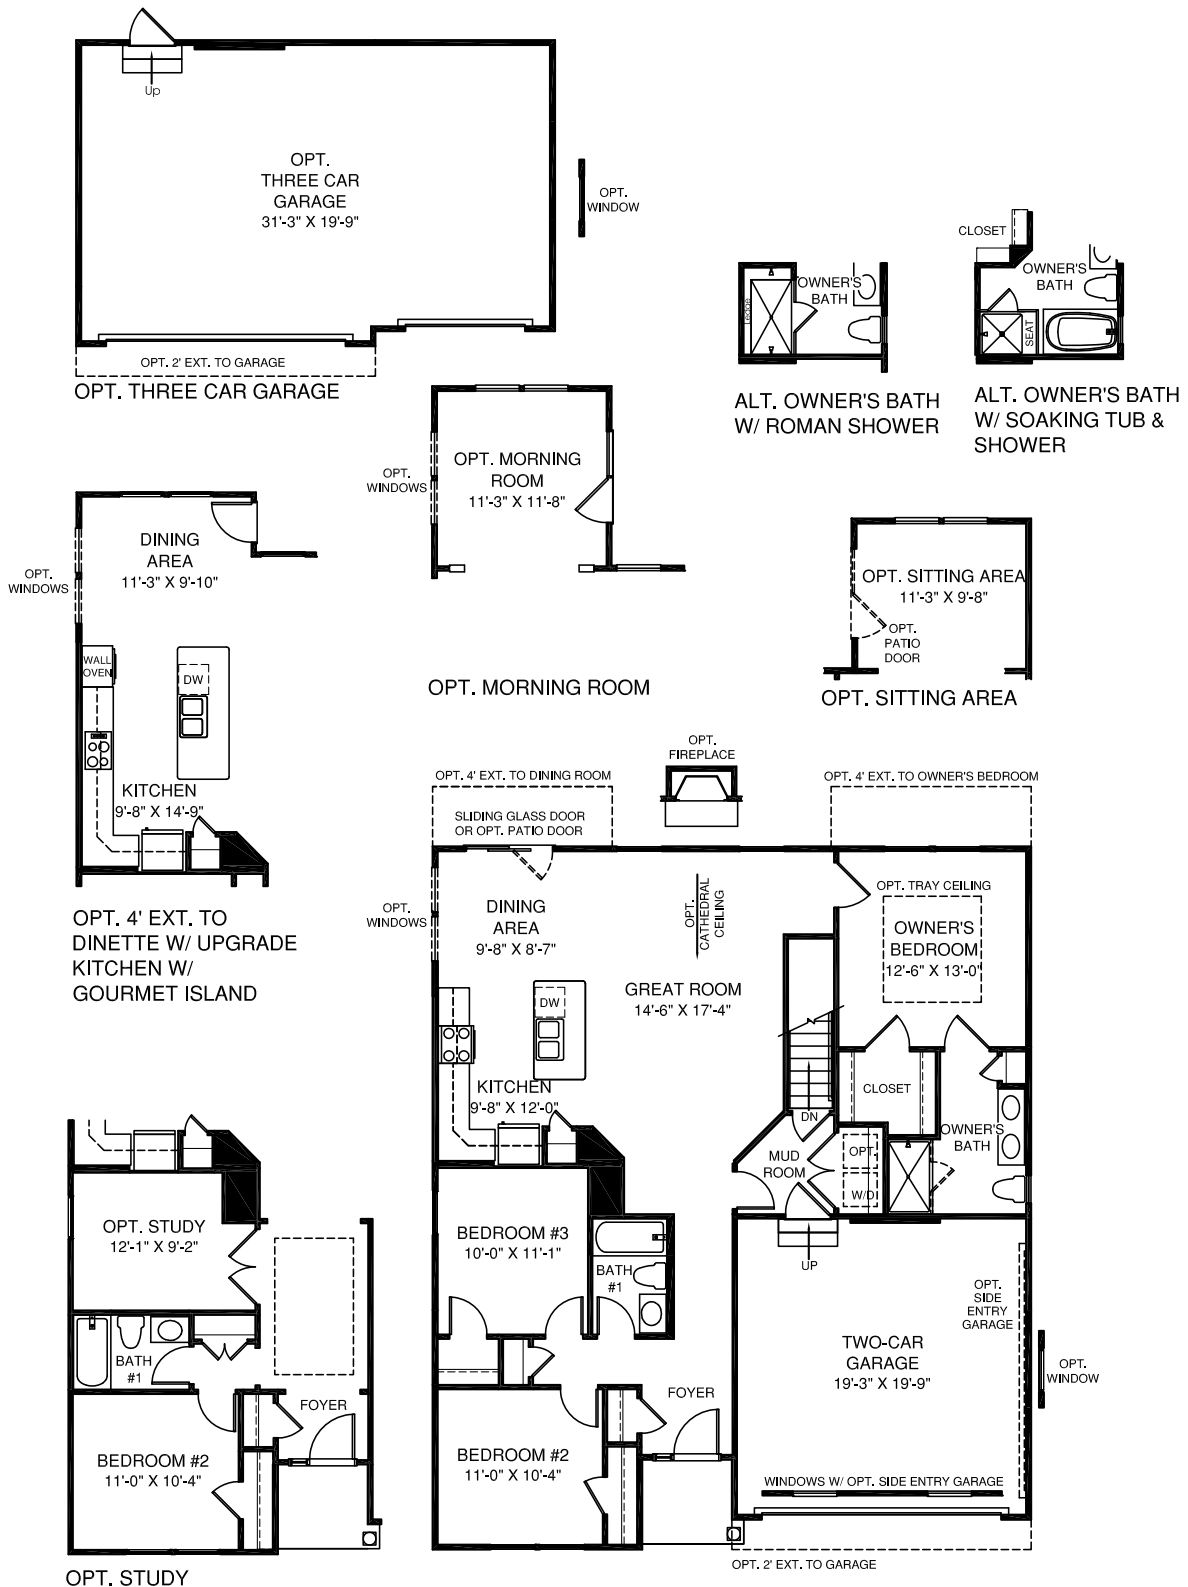 Up
OPT.
THREE CAR
GARAGE
31'-3" X 19'-9"
OPT.
WINDOW
OPT. 2' EXT. TO GARAGE
OPT. THREE CAR GARAGE
Ledge
OWNER'S
BATH
ALT. OWNER'S BATH
W/ ROMAN SHOWER
CLOSET
OWNER'S
BATH
SEAT
ALT. OWNER'S BATH
W/ SOAKING TUB &
SHOWER
OPT.
WINDOWS
OPT. MORNING
ROOM
11'-3" X 11'-8"
OPT. MORNING ROOM
OPT.
WINDOWS
DINING
AREA
11'-3" X 9'-10"
WALL
OVEN
DW
KITCHEN
9'-8" X 14'-9"
OPT. 4' EXT. TO
DINETTE W/ UPGRADE
KITCHEN W/
GOURMET ISLAND
OPT. SITTING AREA
11'-3" X 9'-8"
OPT.
PATIO
DOOR
OPT. SITTING AREA
OPT.
FIREPLACE
OPT. 4' EXT. TO DINING ROOM
SLIDING GLASS DOOR
OR OPT. PATIO DOOR
OPT. 4' EXT. TO OWNER'S BEDROOM
OPT.
WINDOWS
DINING
AREA
9'-8" X 8'-7"
OPT.
CATHEDRAL
CEILING
OPT. TRAY CEILING
OWNER'S
BEDROOM
12'-6" X 13'-0"
GREAT ROOM
14'-6" X 17'-4"
DW
KITCHEN
9'-8" X 12'-0"
CLOSET
DN
OWNER'S
BATH
MUD
ROOM
OPT.
W/D
BEDROOM #3
10'-0" X 11'-1"
BATH
#1
UP
OPT.
SIDE
ENTRY
GARAGE
TWO-CAR
GARAGE
19'-3" X 19'-9"
OPT.
WINDOW
FOYER
BEDROOM #2
11'-0" X 10'-4"
WINDOWS W/ OPT. SIDE ENTRY GARAGE
OPT. 2' EXT. TO GARAGE
OPT. STUDY
12'-1" X 9'-2"
BATH
#1
FOYER
BEDROOM #2
11'-0" X 10'-4"
OPT. STUDY